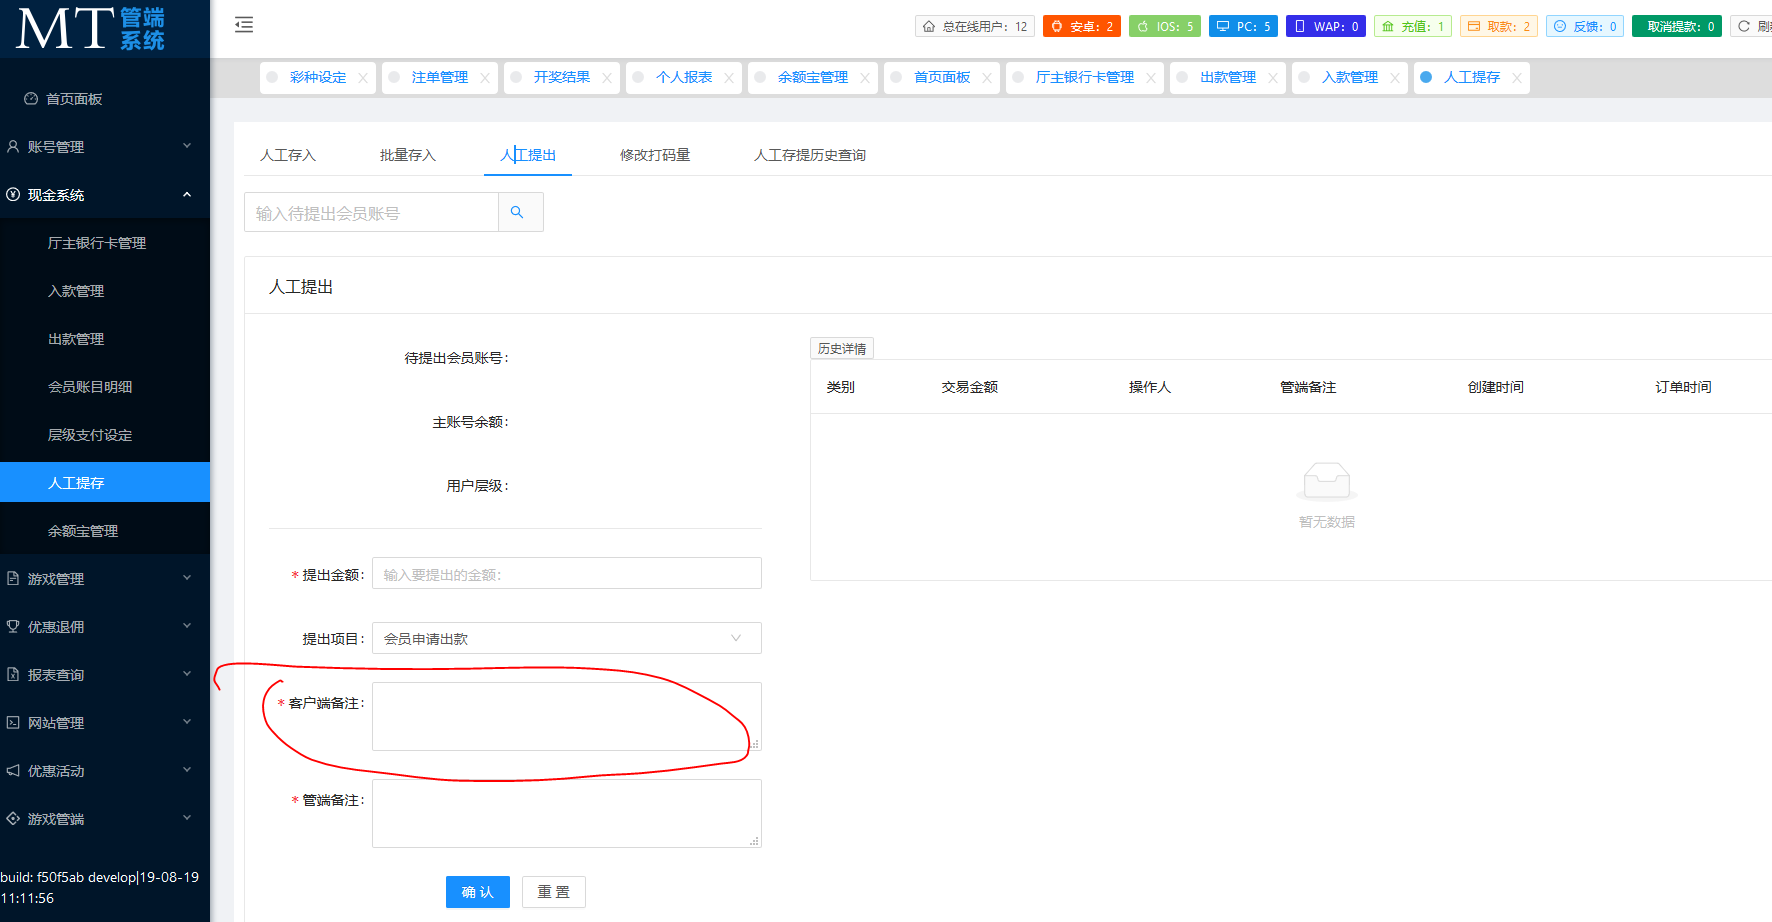 MT 管端系统
总在线用户: 12
安卓: 2
IOS: 5
PC: 5
WAP: 0
充值: 1
取款: 2
反馈: 0
取消提款: 0
彩种设定
注单管理
开奖结果
个人报表
余额宝管理
首页面板
厅主银行卡管理
出款管理
入款管理
人工提存
首页面板
账号管理
现金系统
厅主银行卡管理
入款管理
出款管理
会员账目明细
层级支付设定
人工提存
余额宝管理
游戏管理
优惠退佣
报表查询
网站管理
优惠活动
游戏管端
build: f50f5ab develop|19-08-19
11:11:56
人工存入
批量存入
人工提出
修改打码量
人工存提历史查询
输入待提出会员账号
人工提出
待提出会员账号:
主账号余额:
用户层级:
* 提出金额: 输入要提出的金额:
提出项目: 会员申请出款
* 客户端备注:
* 管端备注:
确 认
重 置
历史详情
类别 交易金额 操作人 管端备注 创建时间 订单时间
暂无数据